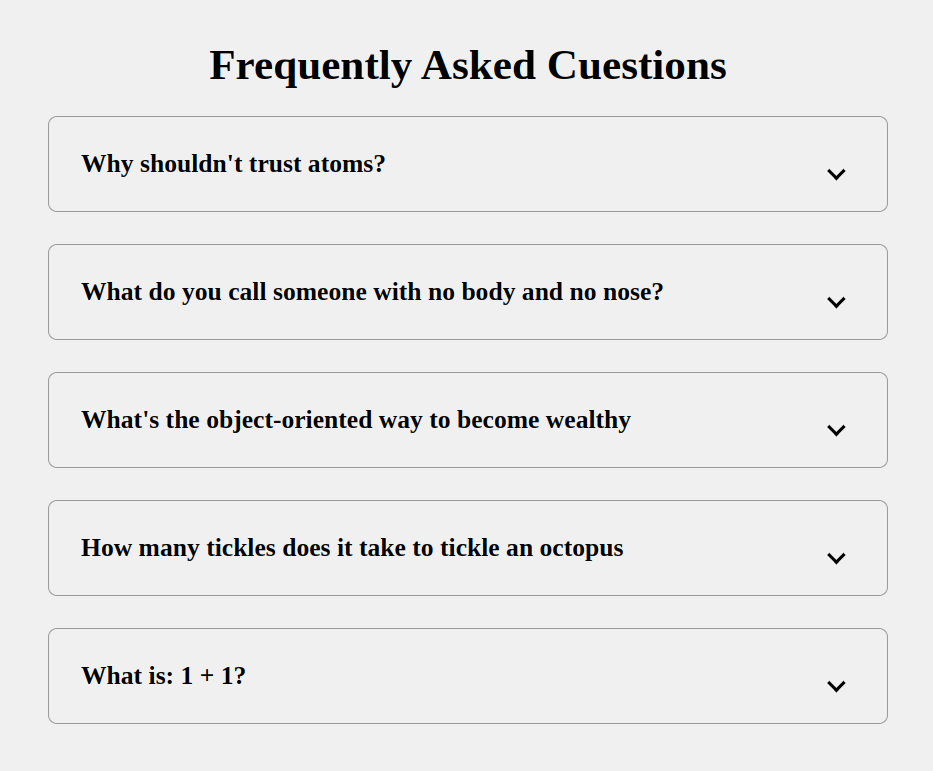 Frequently Asked Cuestions
Why shouldn't trust atoms?
What do you call someone with no body and no nose?
What's the object-oriented way to become wealthy
How many tickles does it take to tickle an octopus
What is: 1 + 1?